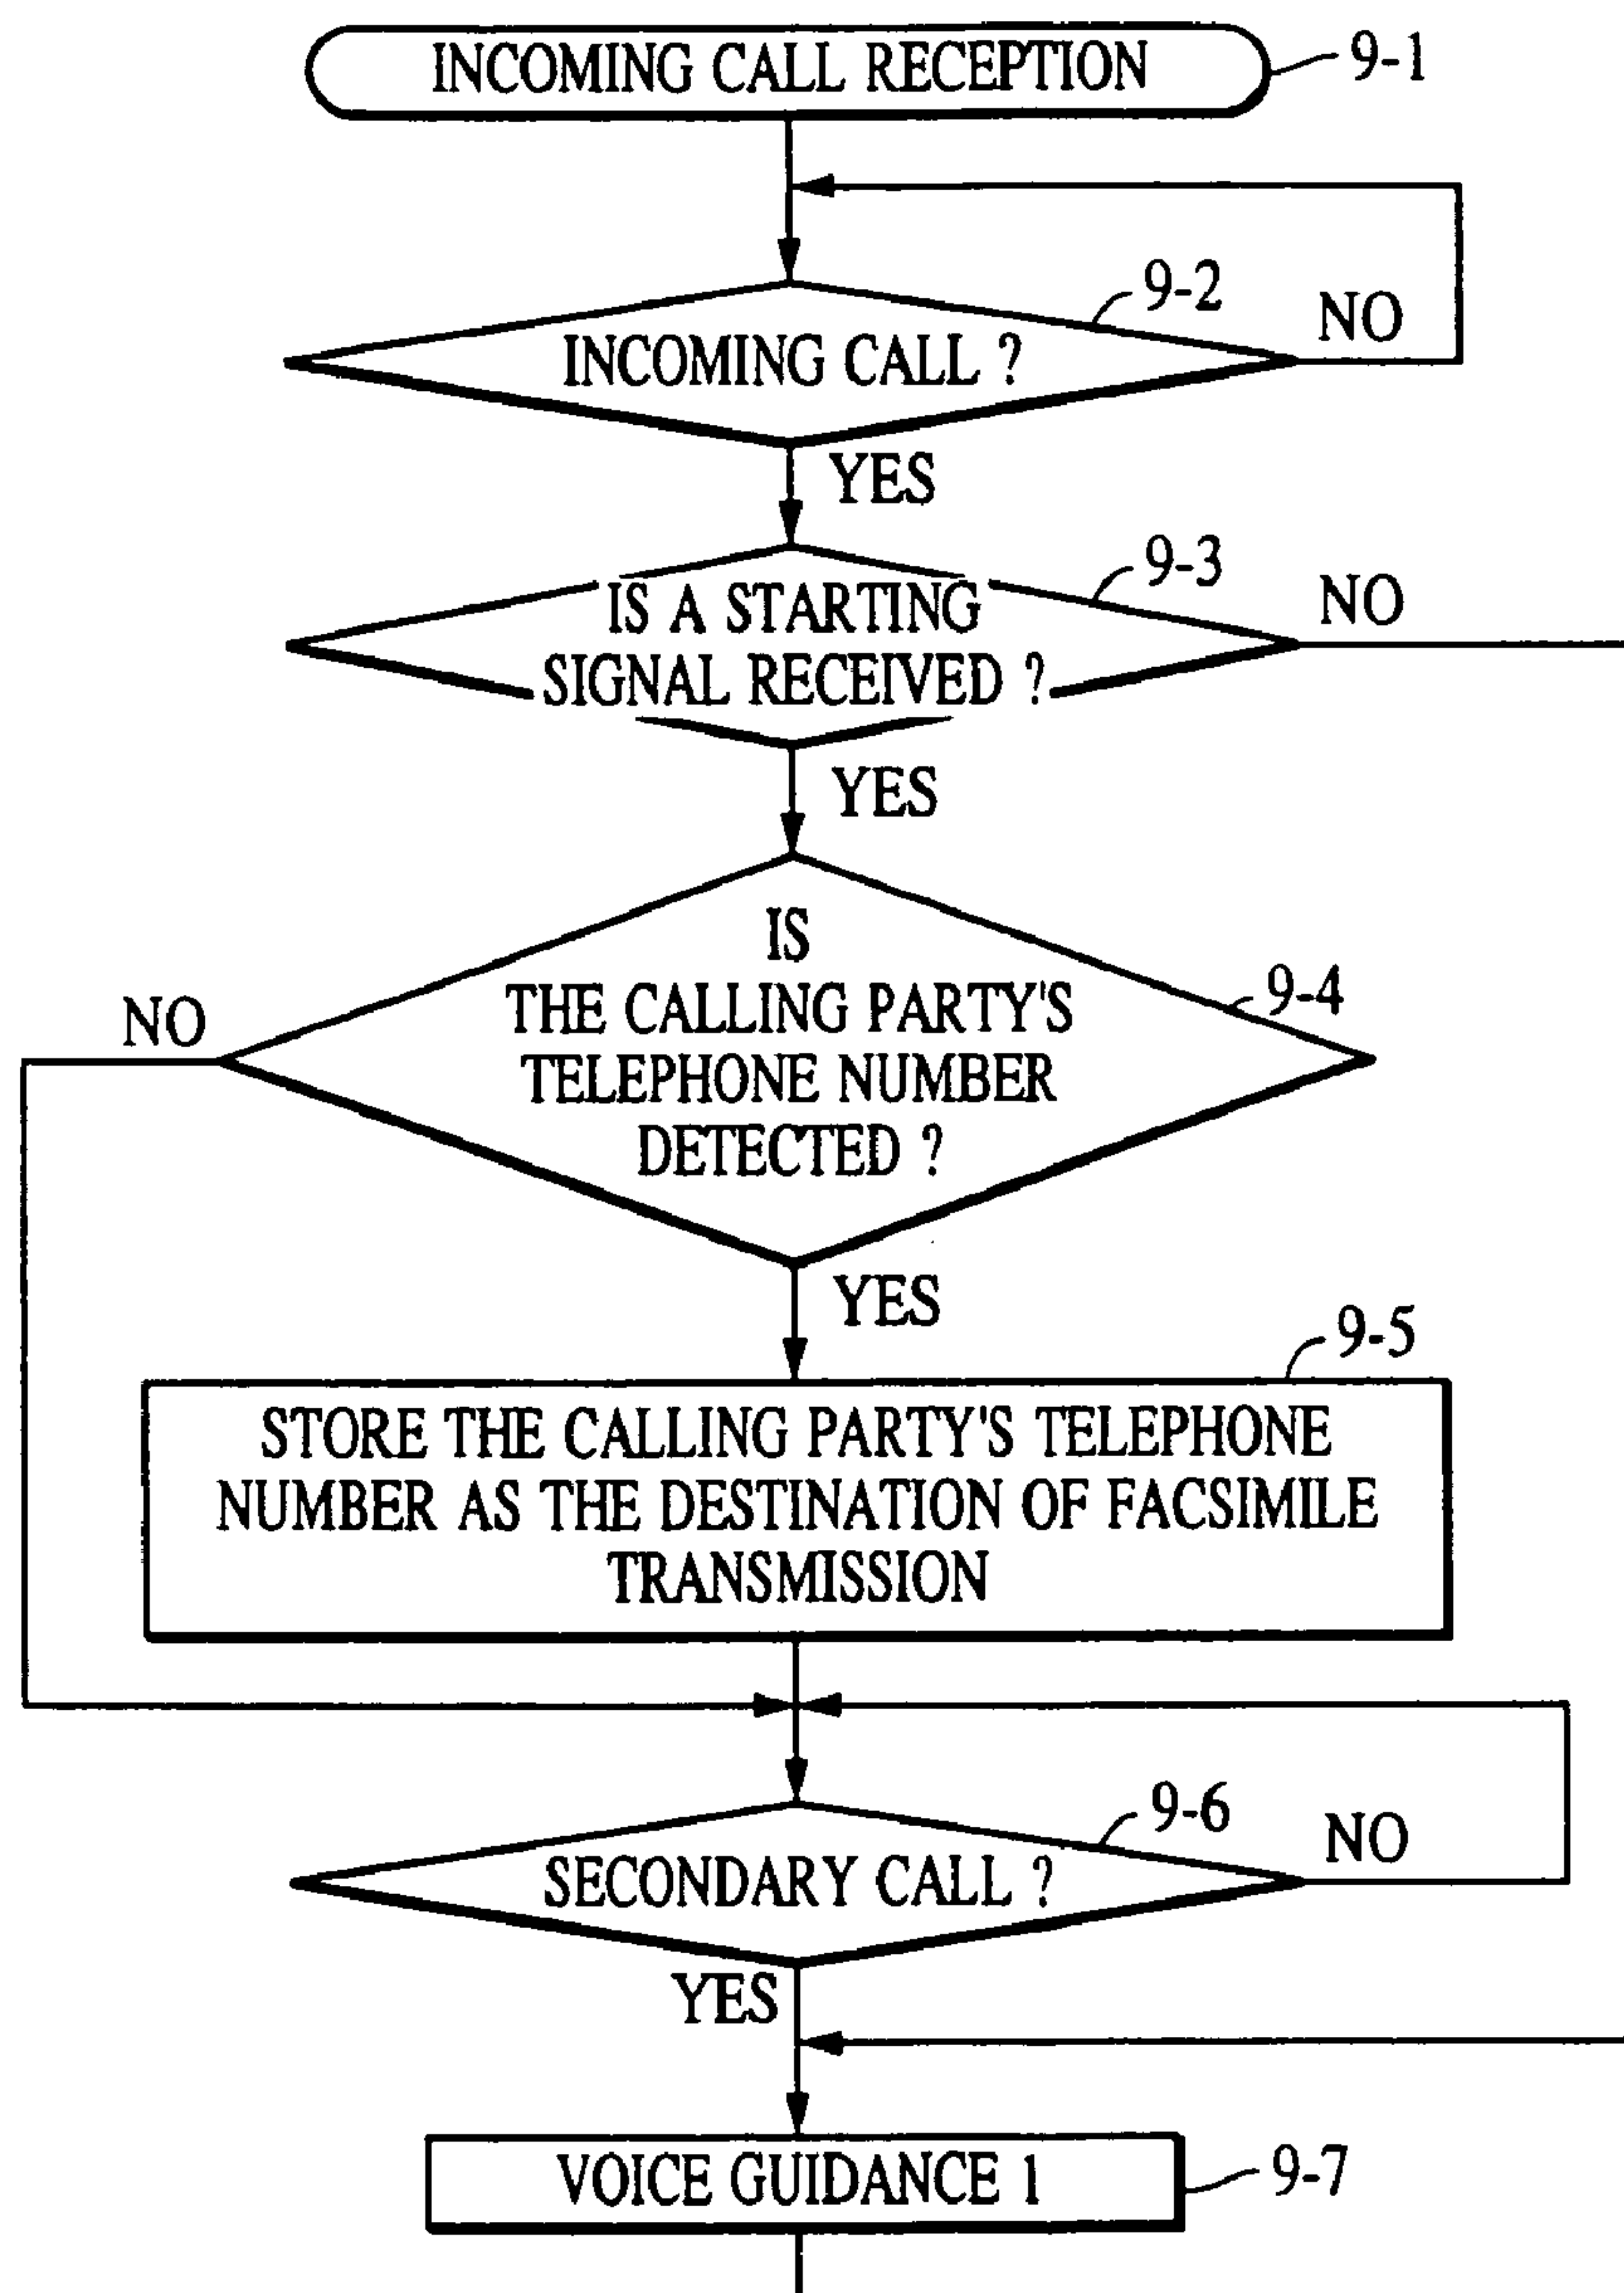 INCOMING CALL RECEPTION
9-1
9-2
NO
INCOMING CALL ?
YES
9-3
NO
IS A STARTING
SIGNAL RECEIVED ?
YES
IS
THE CALLING PARTY'S
TELEPHONE NUMBER
DETECTED ?
9-4
NO
YES
9-5
STORE THE CALLING PARTY'S TELEPHONE
NUMBER AS THE DESTINATION OF FACSIMILE
TRANSMISSION
9-6
NO
SECONDARY CALL ?
YES
VOICE GUIDANCE 1
9-7